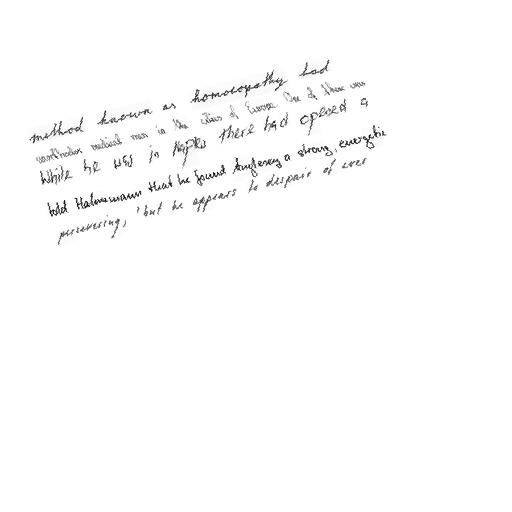 method known as homoeopathy had
unorthodox medical men in the cities of Europe One of these was
While he was in Naples there had opened a
told Hahnemann that he found Anfrery a strong, energetic
persevering, 'but he appears to despair of ever